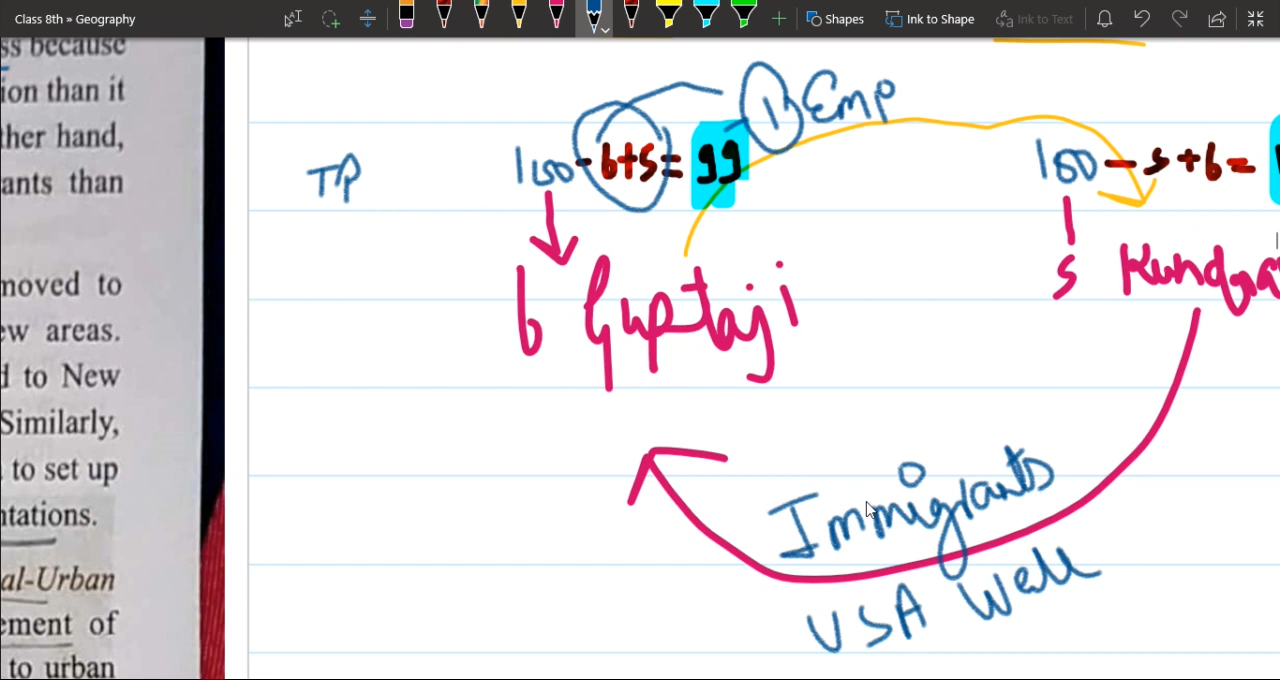 Class 8th » Geography
Shapes
Ink to Shape
Ink to Text
ss because
ion than it
ther hand,
ants than
moved to
ew areas.
d to New
Similarly,
to set up
ntations.
al-Urban
ement of
to urban
1) Emp
TP
100 - 6+5 = 99
100 - 5+6 =
6 Guptaji
5
Immigrants
USA Wall